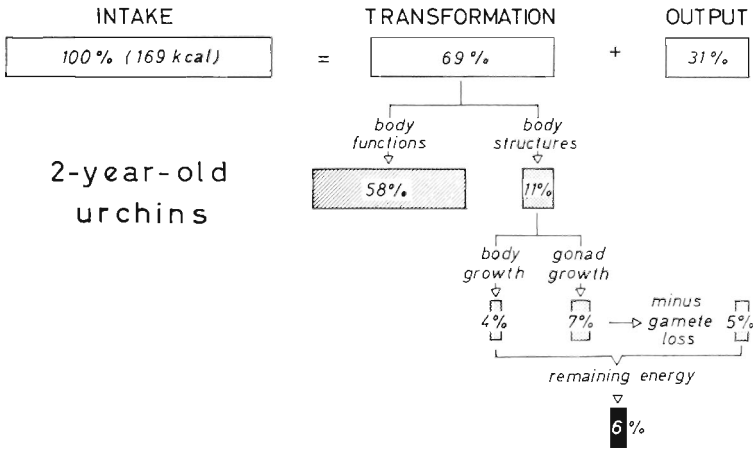 INTAKE TRANSFORMATION OUTPUT
100% (169 kcal) = 69% + 31%
body functions
body structures
2-year-old
urchins
58% 11%
body growth
gonad growth
4% 7% minus gamete loss 5%
remaining energy
6%